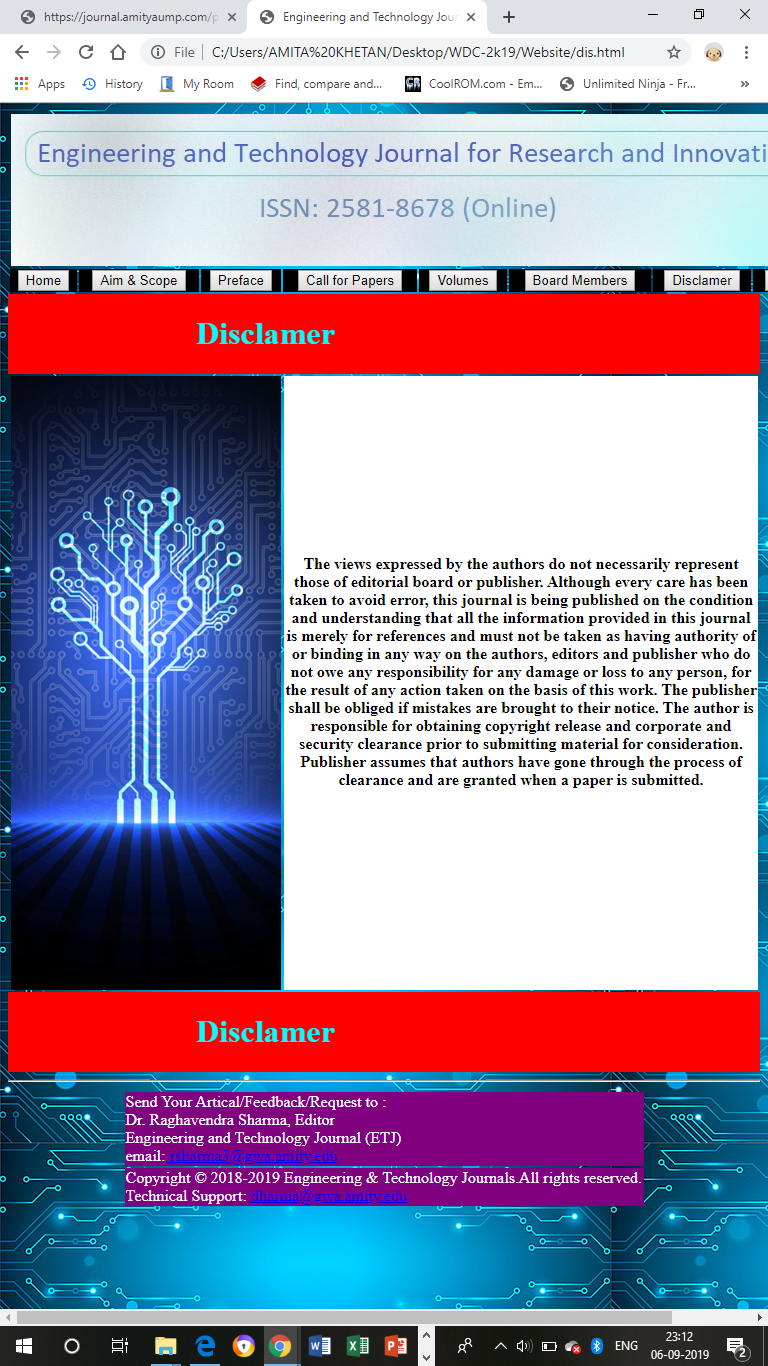 https://journal.amityaump.com/p
Engineering and Technology Jour
File
C:/Users/AMITA%20KHETAN/Desktop/WDC-2k19/Website/dis.html
Apps
History
My Room
Find, compare and...
CoolROM.com - Em...
Unlimited Ninja - Fr...
»
Engineering and Technology Journal for Research and Innovati
ISSN: 2581-8678 (Online)
Home
Aim & Scope
Preface
Call for Papers
Volumes
Board Members
Disclamer
Disclamer
The views expressed by the authors do not necessarily represent
those of editorial board or publisher. Although every care has been
taken to avoid error, this journal is being published on the condition
and understanding that all the information provided in this journal
is merely for references and must not be taken as having authority of
or binding in any way on the authors, editors and publisher who do
not owe any responsibility for any damage or loss to any person, for
the result of any action taken on the basis of this work. The publisher
shall be obliged if mistakes are brought to their notice. The author is
responsible for obtaining copyright release and corporate and
security clearance prior to submitting material for consideration.
Publisher assumes that authors have gone through the process of
clearance and are granted when a paper is submitted.
Disclamer
Send Your Artical/Feedback/Request to :
Dr. Raghavendra Sharma, Editor
Engineering and Technology Journal (ETJ)
email: rsharma3@gwa.amity.edu
Copyright © 2018-2019 Engineering & Technology Journals.All rights reserved.
Technical Support: dharma@gwa.amity.edu
ENG
23:12
06-09-2019
2